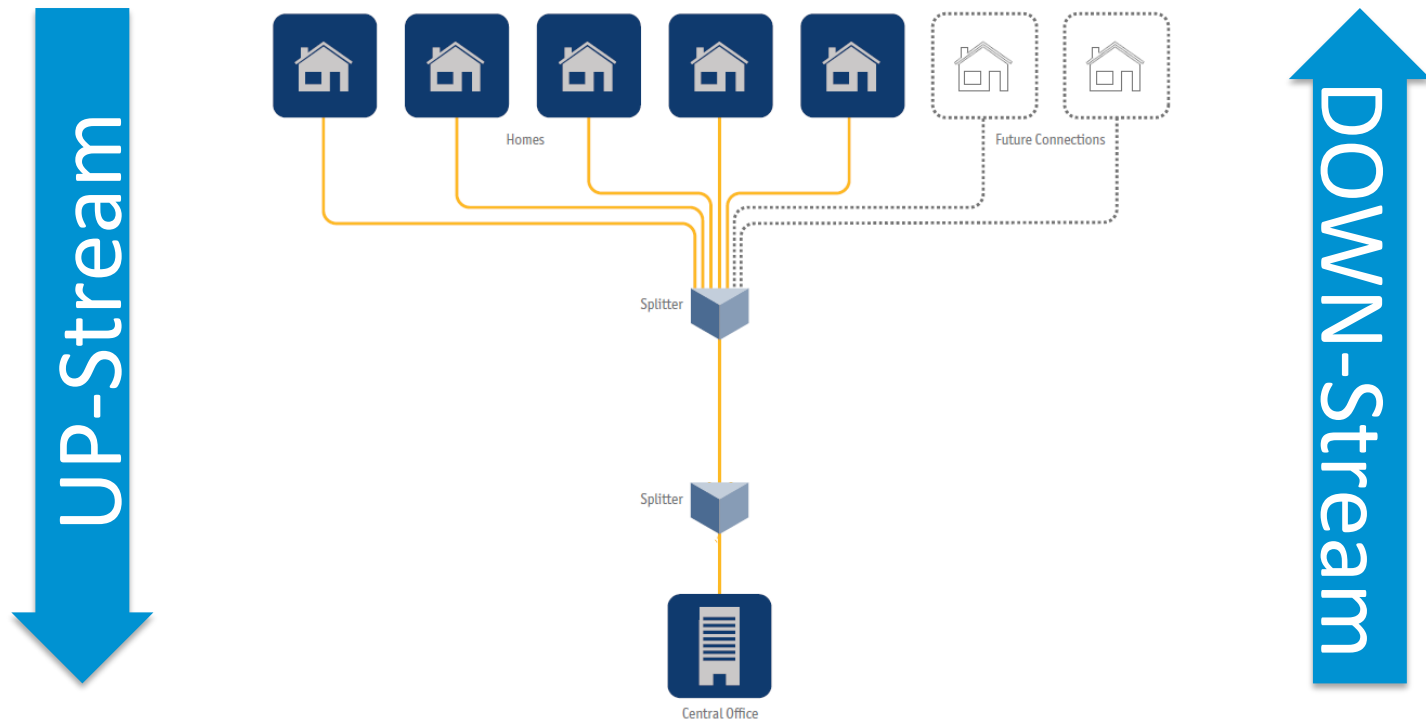 UP-Stream
Homes
Future Connections
DOWN-Stream
Splitter
Splitter
Central Office